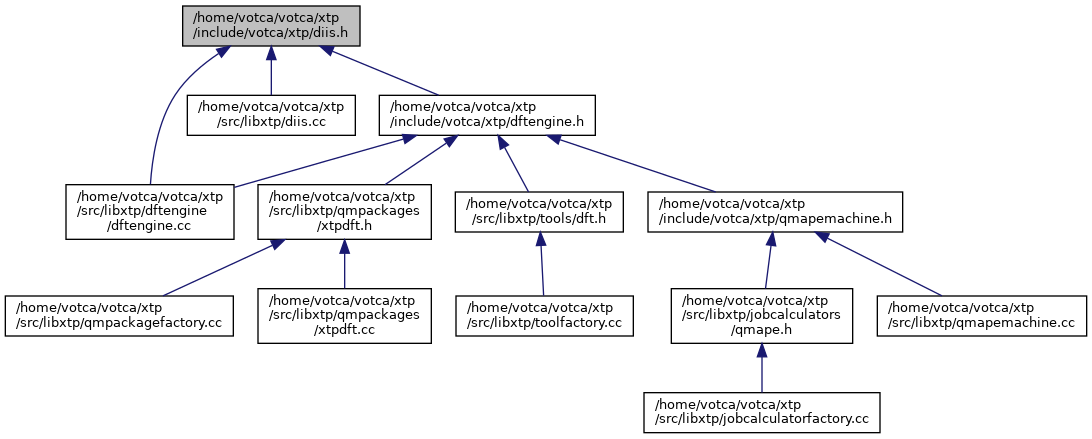 /home/votca/votca/xtp
/include/votca/xtp/diis.h
/home/votca/votca/xtp
/src/libxtp/diis.cc
/home/votca/votca/xtp
/include/votca/xtp/dftengine.h
/home/votca/votca/xtp
/src/libxtp/dftengine
/dftengine.cc
/home/votca/votca/xtp
/src/libxtp/qmpackages
/xtpdft.h
/home/votca/votca/xtp
/src/libxtp/tools/dft.h
/home/votca/votca/xtp
/include/votca/xtp/qmapemachine.h
/home/votca/votca/xtp
/src/libxtp/qmpackagefactory.cc
/home/votca/votca/xtp
/src/libxtp/qmpackages
/xtpdft.cc
/home/votca/votca/xtp
/src/libxtp/toolfactory.cc
/home/votca/votca/xtp
/src/libxtp/jobcalculators
/qmape.h
/home/votca/votca/xtp
/src/libxtp/qmapemachine.cc
/home/votca/votca/xtp
/src/libxtp/jobcalculatorfactory.cc